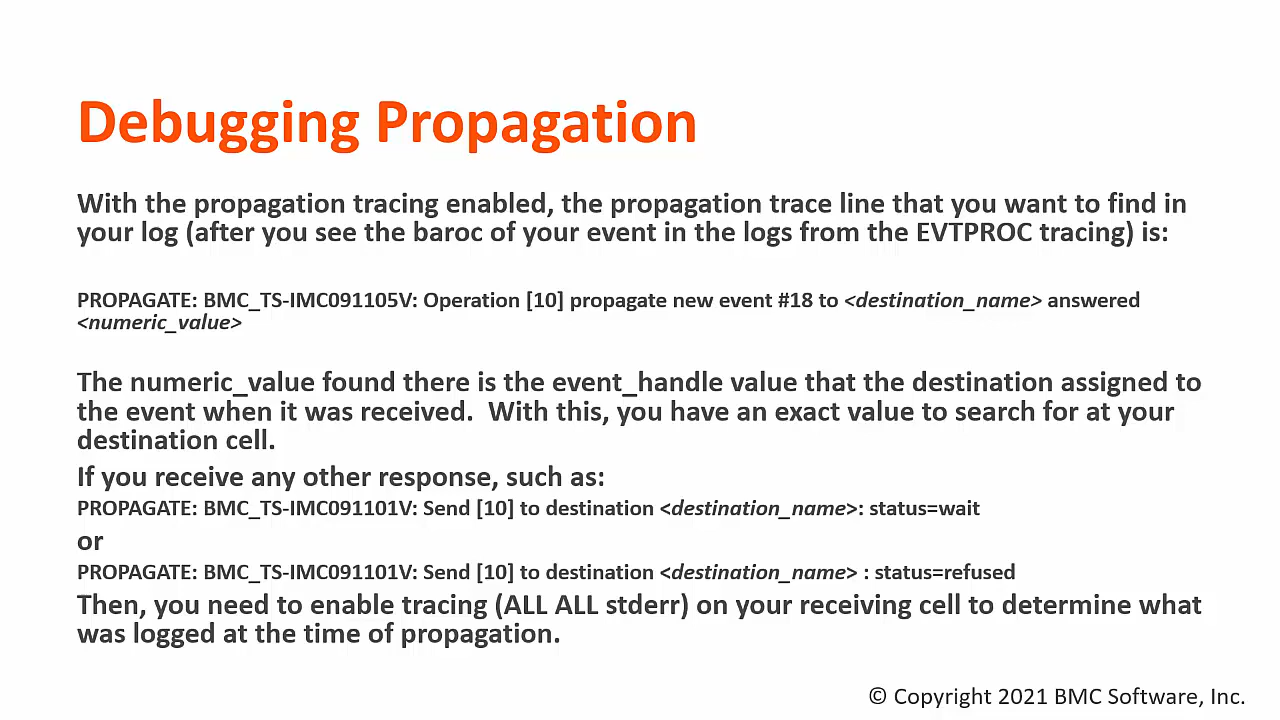 Debugging Propagation
With the propagation tracing enabled, the propagation trace line that you want to find in
your log (after you see the baroc of your event in the logs from the EVTPROC tracing) is:
PROPAGATE: BMC_TS-IMC091105V: Operation [10] propagate new event #18 to <destination_name> answered
<numeric_value>
The numeric_value found there is the event_handle value that the destination assigned to
the event when it was received.  With this, you have an exact value to search for at your
destination cell.
If you receive any other response, such as:
PROPAGATE: BMC_TS-IMC091101V: Send [10] to destination <destination_name>: status=wait
or
PROPAGATE: BMC_TS-IMC091101V: Send [10] to destination <destination_name> : status=refused
Then, you need to enable tracing (ALL ALL stderr) on your receiving cell to determine what
was logged at the time of propagation.
© Copyright 2021 BMC Software, Inc.